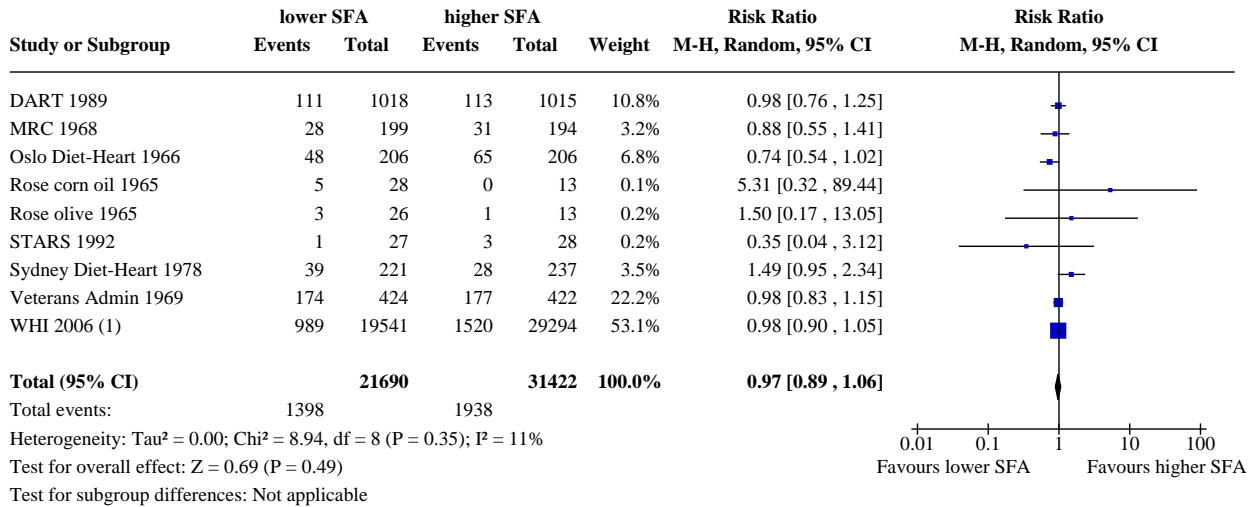 lower SFA higher SFA Risk Ratio Risk Ratio
Study or Subgroup Events Total Events Total Weight M-H, Random, 95% CI M-H, Random, 95% CI
DART 1989 111 1018 113 1015 10.8% 0.98 [0.76 , 1.25]
MRC 1968 28 199 31 194 3.2% 0.88 [0.55 , 1.41]
Oslo Diet-Heart 1966 48 206 65 206 6.8% 0.74 [0.54 , 1.02]
Rose corn oil 1965 5 28 0 13 0.1% 5.31 [0.32 , 89.44]
Rose olive 1965 3 26 1 13 0.2% 1.50 [0.17 , 13.05]
STARS 1992 1 27 3 28 0.2% 0.35 [0.04 , 3.12]
Sydney Diet-Heart 1978 39 221 28 237 3.5% 1.49 [0.95 , 2.34]
Veterans Admin 1969 174 424 177 422 22.2% 0.98 [0.83 , 1.15]
WHI 2006 (1) 989 19541 1520 29294 53.1% 0.98 [0.90 , 1.05]
Total (95% CI) 21690 31422 100.0% 0.97 [0.89 , 1.06]
Total events: 1398 1938
Heterogeneity: Tau² = 0.00; Chi² = 8.94, df = 8 (P = 0.35); I² = 11%
0.01 0.1 1 10 100
Test for overall effect: Z = 0.69 (P = 0.49)
Favours lower SFA Favours higher SFA
Test for subgroup differences: Not applicable